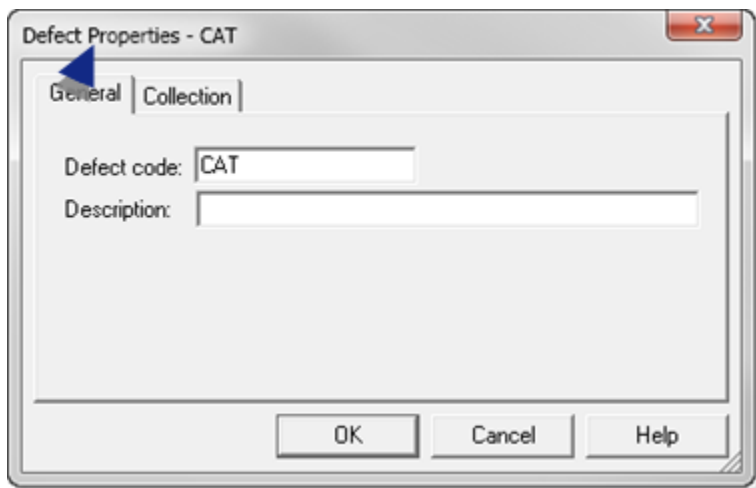 Defect Properties - CAT
General Collection
Defect code: CAT
Description:
OK Cancel Help